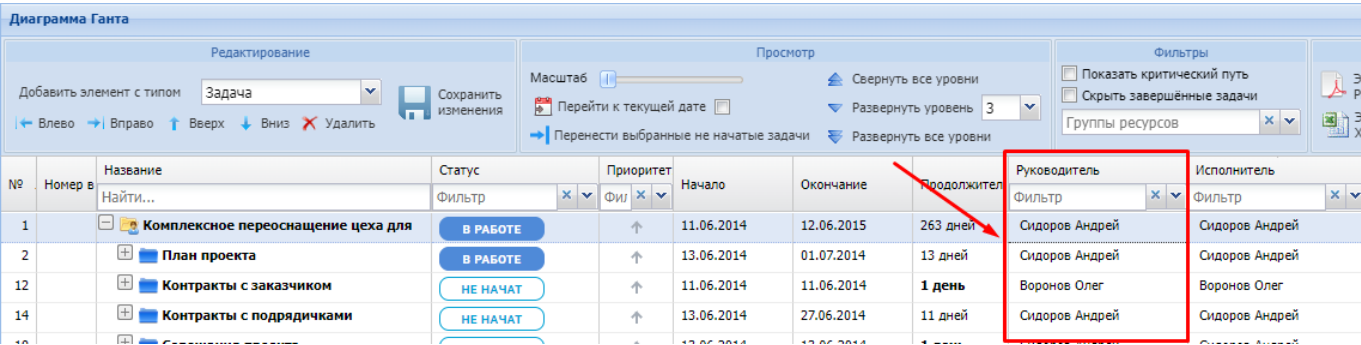 Диаграмма Ганта
Редактирование
Добавить элемент с типом Задача
Влево Вправо Вверх Вниз Удалить
Сохранить
изменения
Просмотр
Масштаб
Перейти к текущей дате
Перенести выбранные не начатые задачи
Свернуть все уровни
Развернуть уровень 3
Развернуть все уровни
Фильтры
Показать критический путь
Скрыть завершённые задачи
Группы ресурсов
№ Номер в Название Статус Приоритет Начало Окончание Продолжител Руководитель Исполнитель
Найти... Фильтр Фил Фильтр Фильтр
1 Комплексное переоснащение цеха для В РАБОТЕ 11.06.2014 12.06.2015 263 дней Сидоров Андрей Сидоров Андрей
2 План проекта В РАБОТЕ 13.06.2014 01.07.2014 13 дней Сидоров Андрей Сидоров Андрей
12 Контракты с заказчиком НЕ НАЧАТ 11.06.2014 11.06.2014 1 день Воронов Олег Воронов Олег
14 Контракты с подрядичками НЕ НАЧАТ 13.06.2014 27.06.2014 11 дней Сидоров Андрей Сидоров Андрей